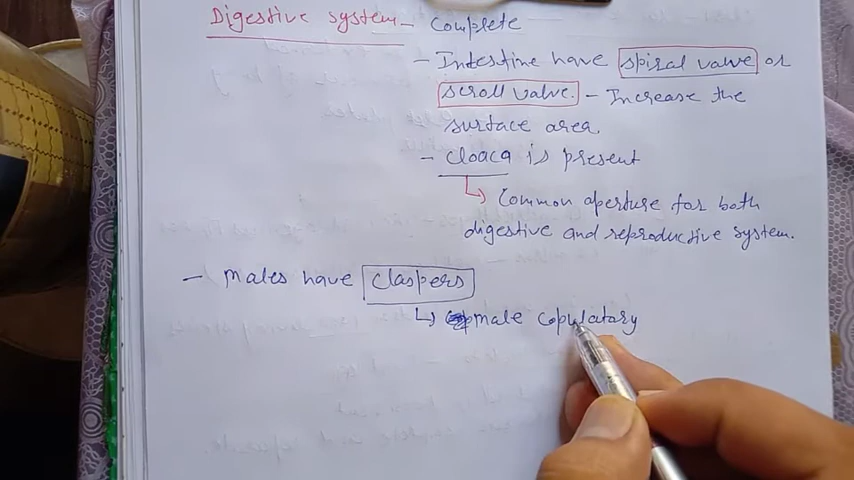 Digestive system - Complete
- Intestine have spiral valve or
scroll valve. - Increase the
surface area.
- Cloaca is present
↳ Common aperture for both
digestive and reproductive system.
- Males have Claspers
↳ male copulatory